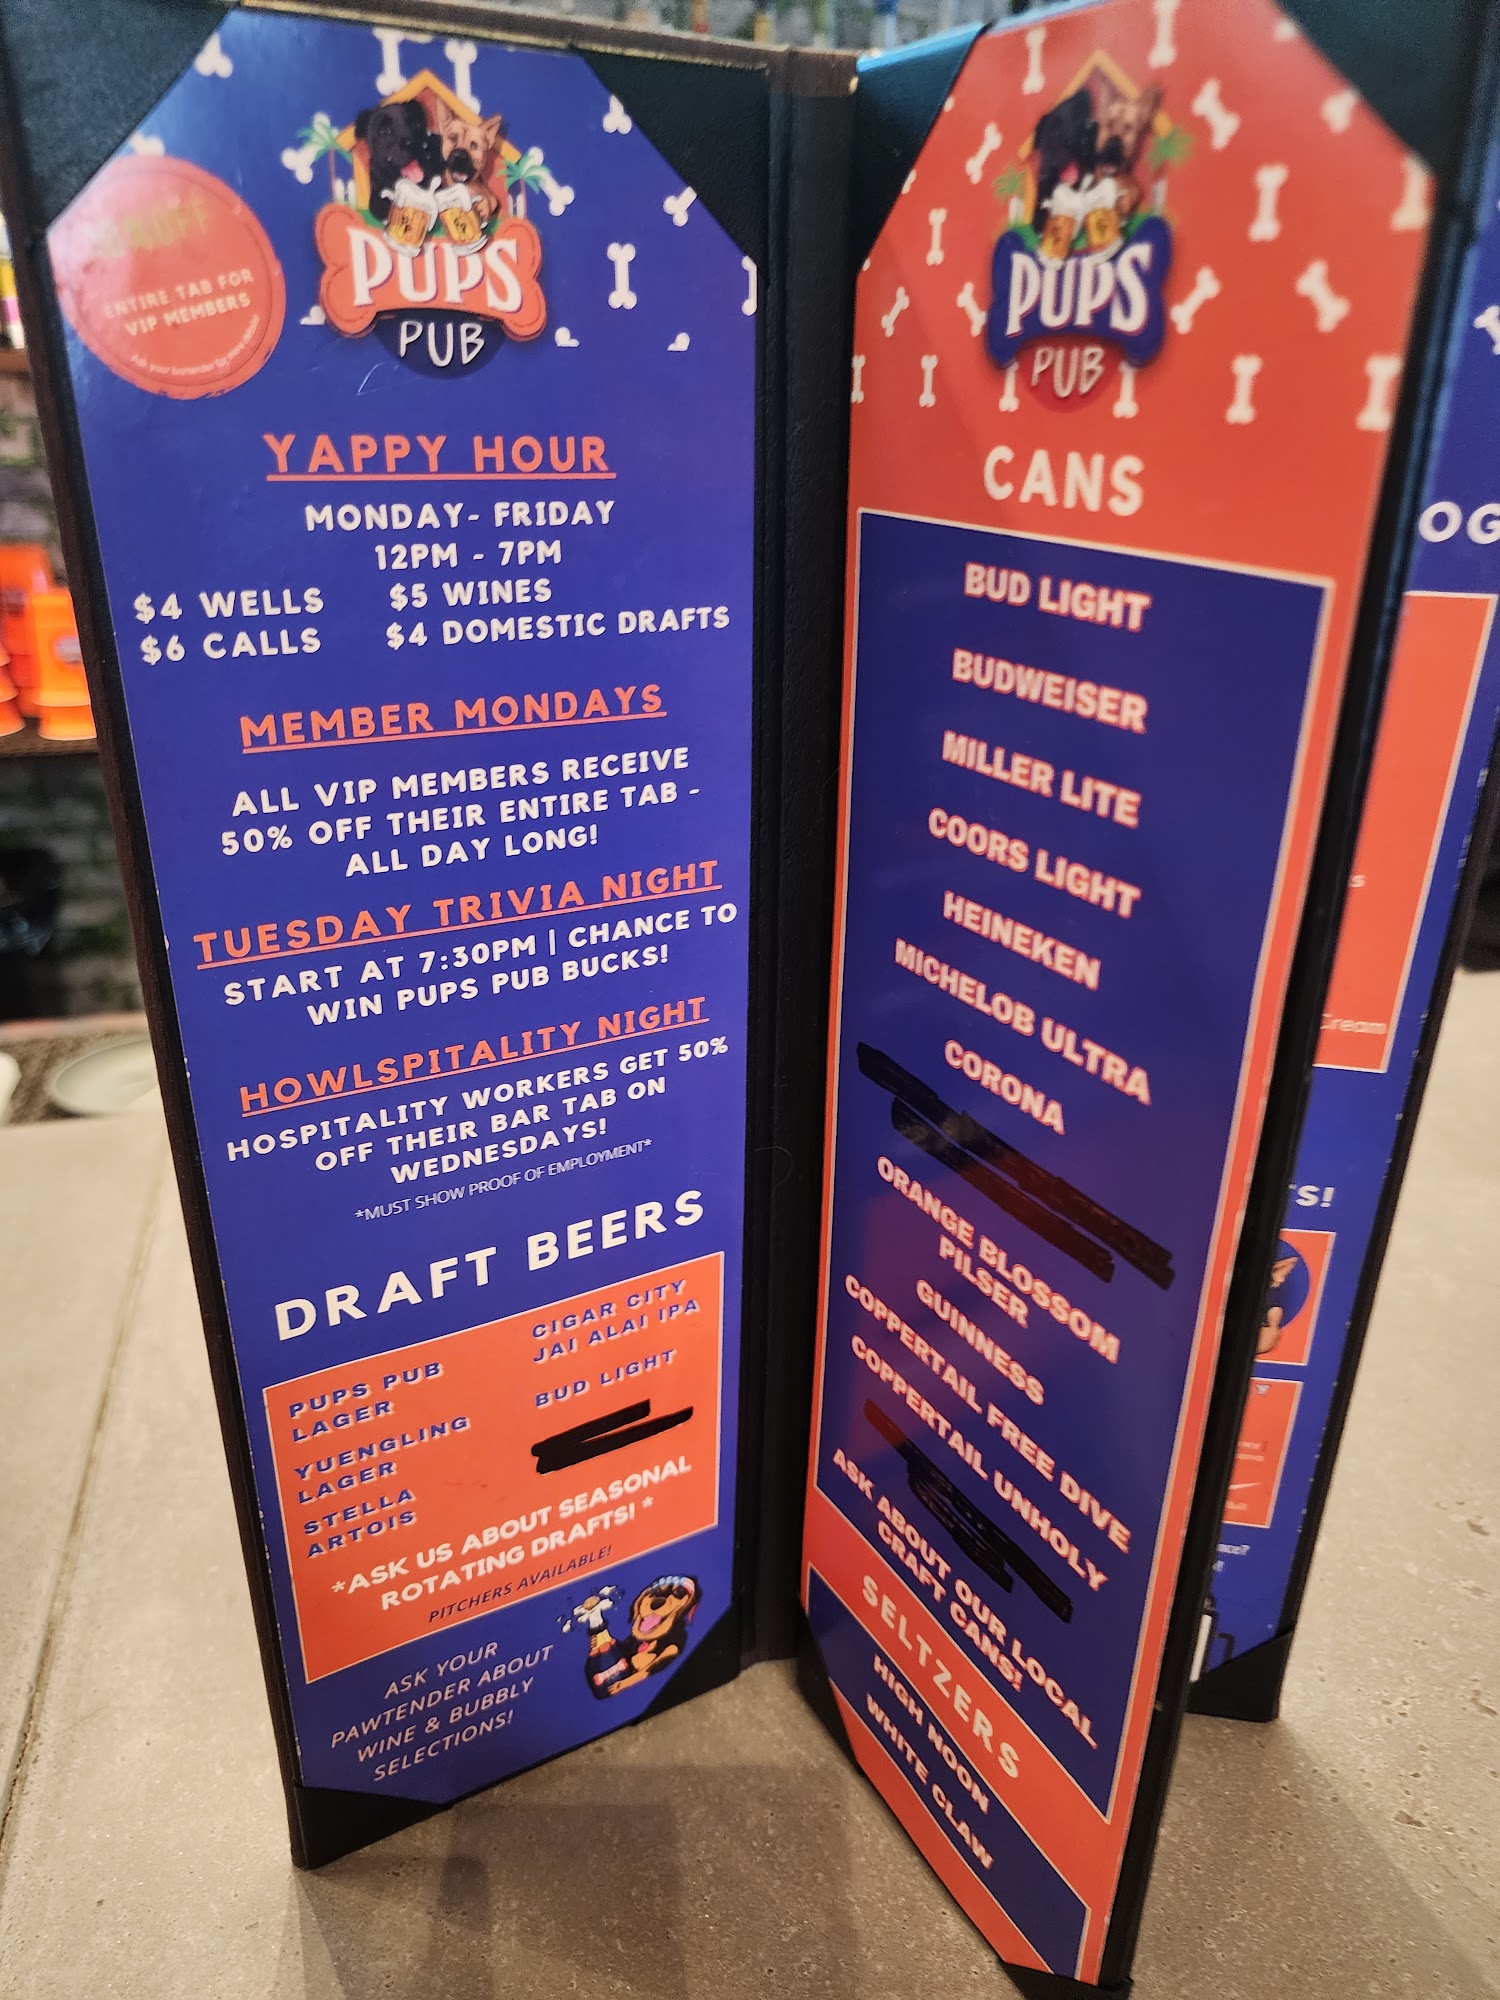 ENTIRE TAB FOR
VIP MEMBERS
PUPS
PUB
YAPPY HOUR
MONDAY- FRIDAY
12PM - 7PM
$4 WELLS $5 WINES
$6 CALLS $4 DOMESTIC DRAFTS
MEMBER MONDAYS
ALL VIP MEMBERS RECEIVE
50% OFF THEIR ENTIRE TAB -
ALL DAY LONG!
TUESDAY TRIVIA NIGHT
START AT 7:30PM | CHANCE TO
WIN PUPS PUB BUCKS!
HOWLSPITALITY NIGHT
HOSPITALITY WORKERS GET 50%
OFF THEIR BAR TAB ON
WEDNESDAYS!
*MUST SHOW PROOF OF EMPLOYMENT*
DRAFT BEERS
PUPS PUB
LAGER
YUENGLING
LAGER
STELLA
ARTOIS
CIGAR CITY
JAI ALAI IPA
BUD LIGHT
*ASK US ABOUT SEASONAL
ROTATING DRAFTS! *
PITCHERS AVAILABLE!
ASK YOUR
PAWTENDER ABOUT
WINE & BUBBLY
SELECTIONS!
PUPS
PUB
CANS
BUD LIGHT
BUDWEISER
MILLER LITE
COORS LIGHT
HEINEKEN
MICHELOB ULTRA
CORONA
ORANGE BLOSSOM
PILSER
GUINNESS
COPPERTAIL FREE DIVE
COPPERTAIL UNHOLY
ASK ABOUT OUR LOCAL
CRAFT CANS!
SELTZERS
HIGH NOON
WHITE CLAW
OG
Cream
S!